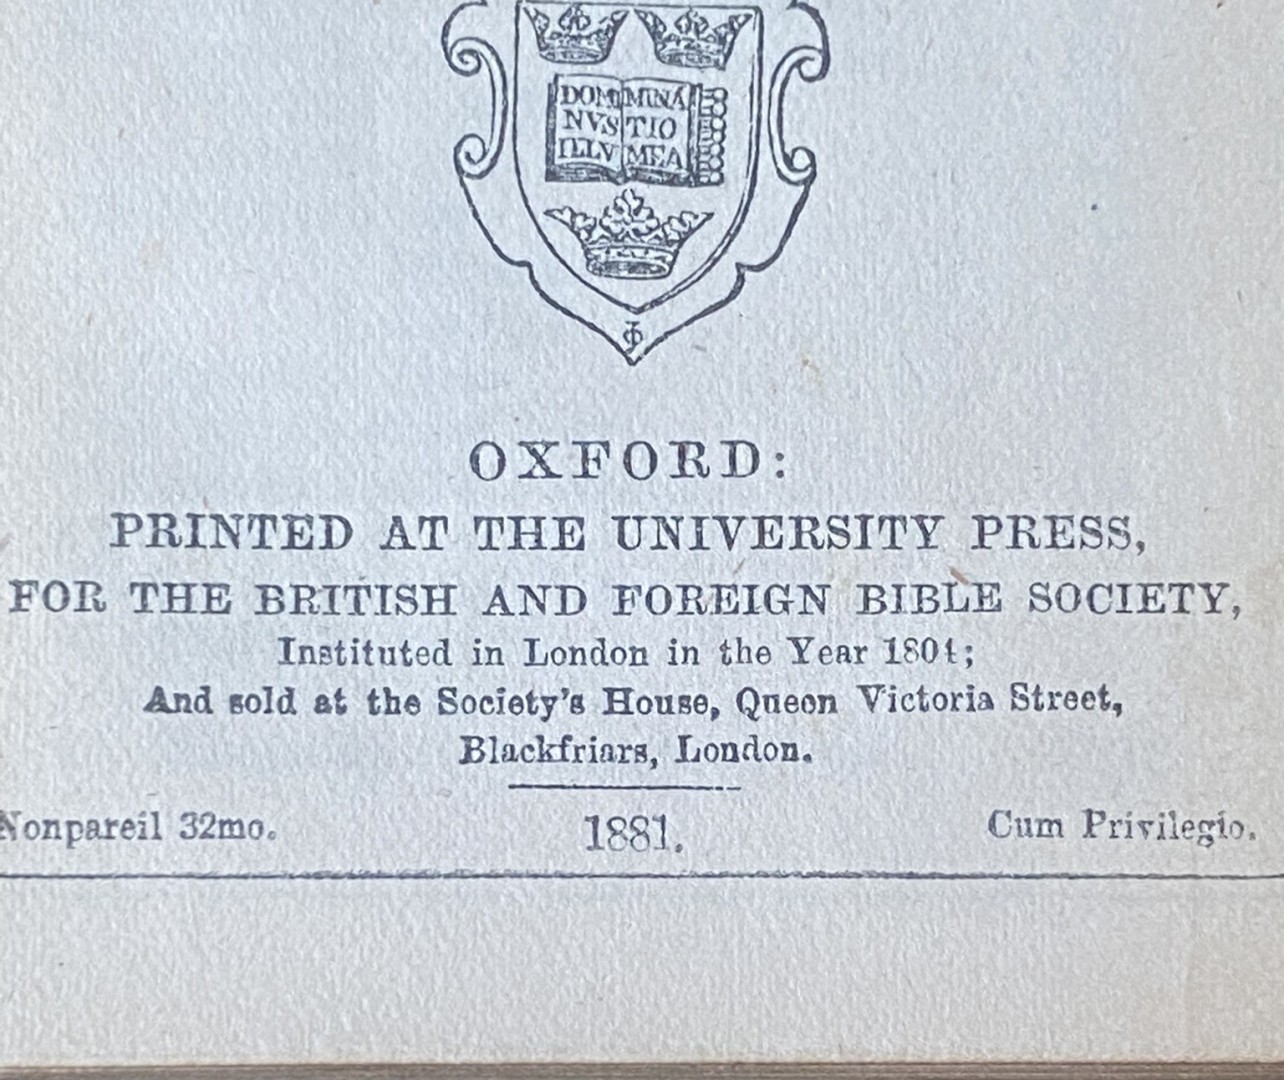 DOMI MINA
NVS TIO
ILLV MEA
OXFORD:
PRINTED AT THE UNIVERSITY PRESS,
FOR THE BRITISH AND FOREIGN BIBLE SOCIETY,
Instituted in London in the Year 1804;
And sold at the Society's House, Queen Victoria Street,
Blackfriars, London.
Nonpareil 32mo. 1881. Cum Privilegio.